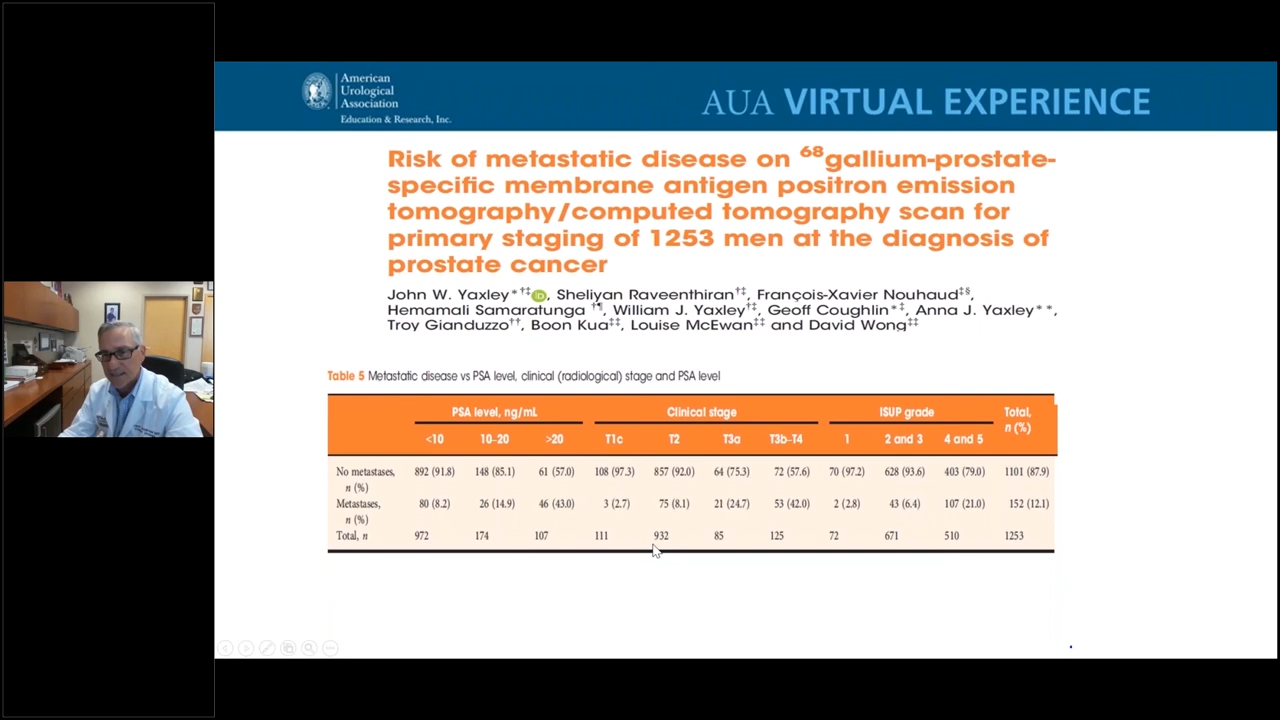 American
Urological
Association
Education & Research, Inc.
AUA VIRTUAL EXPERIENCE
Risk of metastatic disease on ⁶⁸gallium-prostate-
specific membrane antigen positron emission
tomography/computed tomography scan for
primary staging of 1253 men at the diagnosis of
prostate cancer
John W. Yaxley*†‡ iD, Sheliyan Raveenthiran†‡, François-Xavier Nouhaud‡§,
Hemamali Samaratunga†¶, William J. Yaxley†‡, Geoff Coughlin*‡, Anna J. Yaxley**,
Troy Gianduzzo††, Boon Kua‡‡, Louise McEwan‡‡ and David Wong‡‡
Table 5 Metastatic disease vs PSA level, clinical (radiological) stage and PSA level
PSA level, ng/mL Clinical stage ISUP grade Total,
n (%)
<10 10–20 >20 T1c T2 T3a T3b–T4 1 2 and 3 4 and 5
No metastases, 892 (91.8) 148 (85.1) 61 (57.0) 108 (97.3) 857 (92.0) 64 (75.3) 72 (57.6) 70 (97.2) 628 (93.6) 403 (79.0) 1101 (87.9)
n (%)
Metastases, 80 (8.2) 26 (14.9) 46 (43.0) 3 (2.7) 75 (8.1) 21 (24.7) 53 (42.0) 2 (2.8) 43 (6.4) 107 (21.0) 152 (12.1)
n (%)
Total, n 972 174 107 111 932 85 125 72 671 510 1253